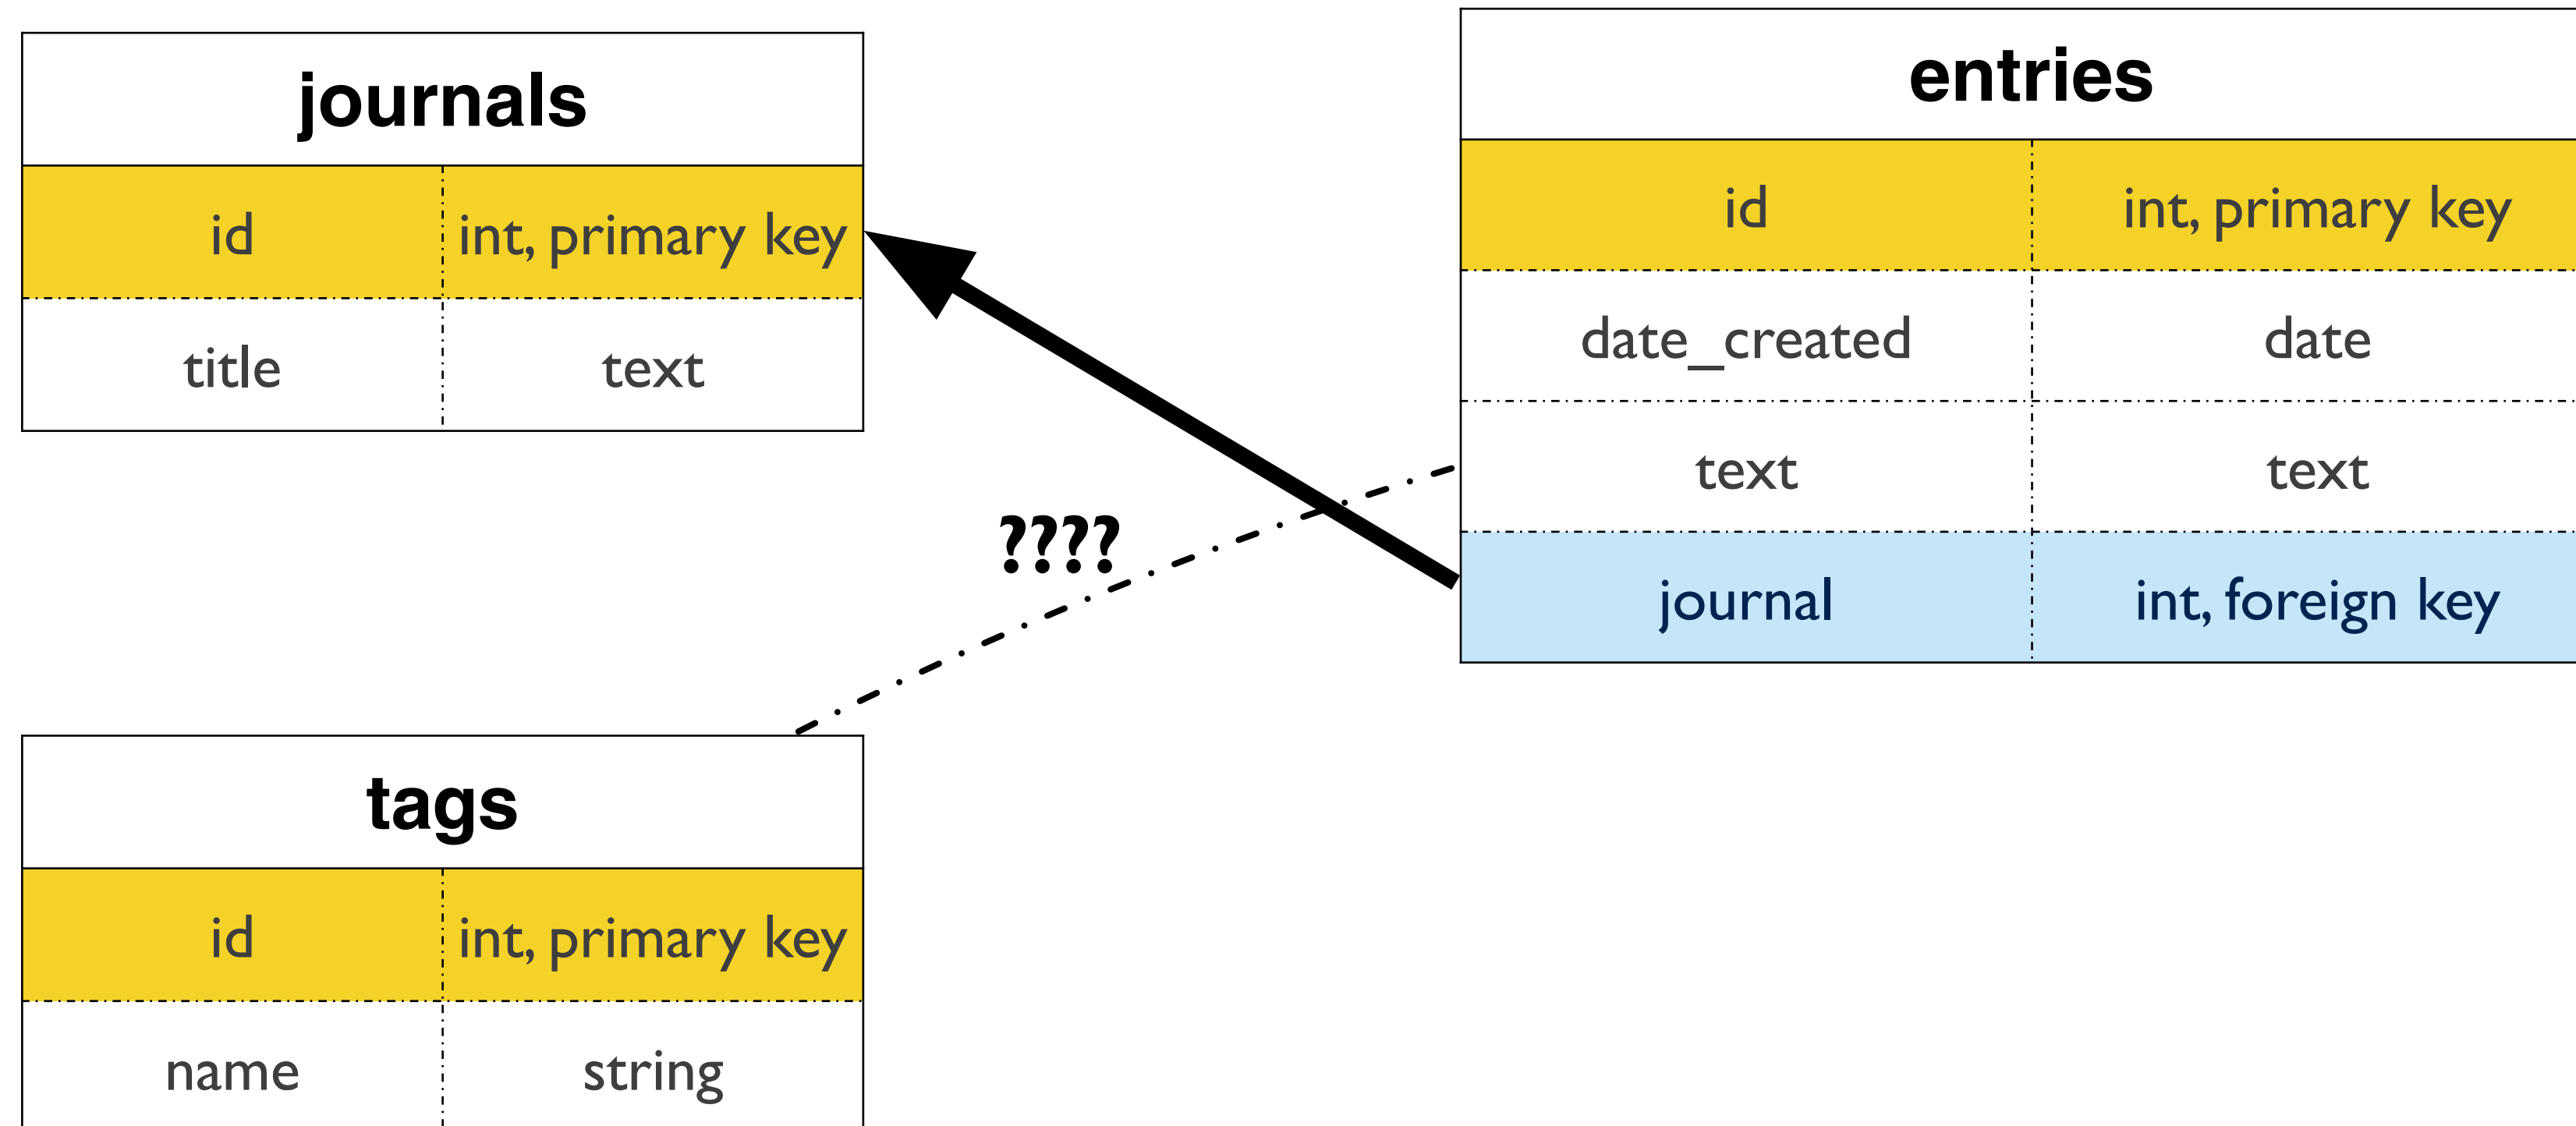 journals
id int, primary key
title text
entries
id int, primary key
date_created date
text text
journal int, foreign key
????
tags
id int, primary key
name string